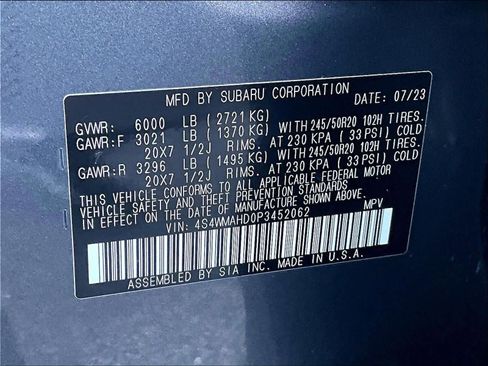 MFD BY SUBARU CORPORATION DATE: 07/23
GVWR: 6000 LB ( 2721 KG)
GAWR:F 3021 LB ( 1370 KG) WITH 245/50R20 102H TIRES.
20X7 1/2J RIMS. AT 230 KPA ( 33 PSI) COLD.
GAWR:R 3296 LB ( 1495 KG) WITH 245/50R20 102H TIRES.
20X7 1/2J RIMS. AT 230 KPA ( 33 PSI) COLD.
THIS VEHICLE CONFORMS TO ALL APPLICABLE FEDERAL MOTOR
VEHICLE SAFETY AND THEFT PREVENTION STANDARDS
IN EFFECT ON THE DATE OF MANUFACTURE SHOWN ABOVE.
VIN: 4S4WMAHD0P3452062 MPV
ASSEMBLED BY SIA INC. MADE IN U.S.A.